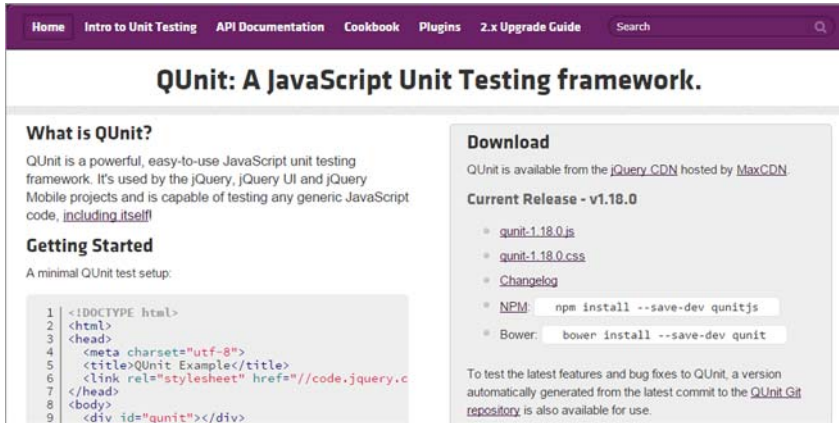 Home Intro to Unit Testing API Documentation Cookbook Plugins 2.x Upgrade Guide Search
QUnit: A JavaScript Unit Testing framework.
What is QUnit?
QUnit is a powerful, easy-to-use JavaScript unit testing
framework. It's used by the jQuery, jQuery UI and jQuery
Mobile projects and is capable of testing any generic JavaScript
code, including itself!
Getting Started
A minimal QUnit test setup:
1 <!DOCTYPE html>
2 <html>
3 <head>
4 <meta charset="utf-8">
5 <title>QUnit Example</title>
6 <link rel="stylesheet" href="//code.jquery.c
7 </head>
8 <body>
9 <div id="qunit"></div>
Download
QUnit is available from the jQuery CDN hosted by MaxCDN.
Current Release - v1.18.0
qunit-1.18.0.js
qunit-1.18.0.css
Changelog
NPM: npm install --save-dev qunitjs
Bower: bower install --save-dev qunit
To test the latest features and bug fixes to QUnit, a version
automatically generated from the latest commit to the QUnit Git
repository is also available for use.